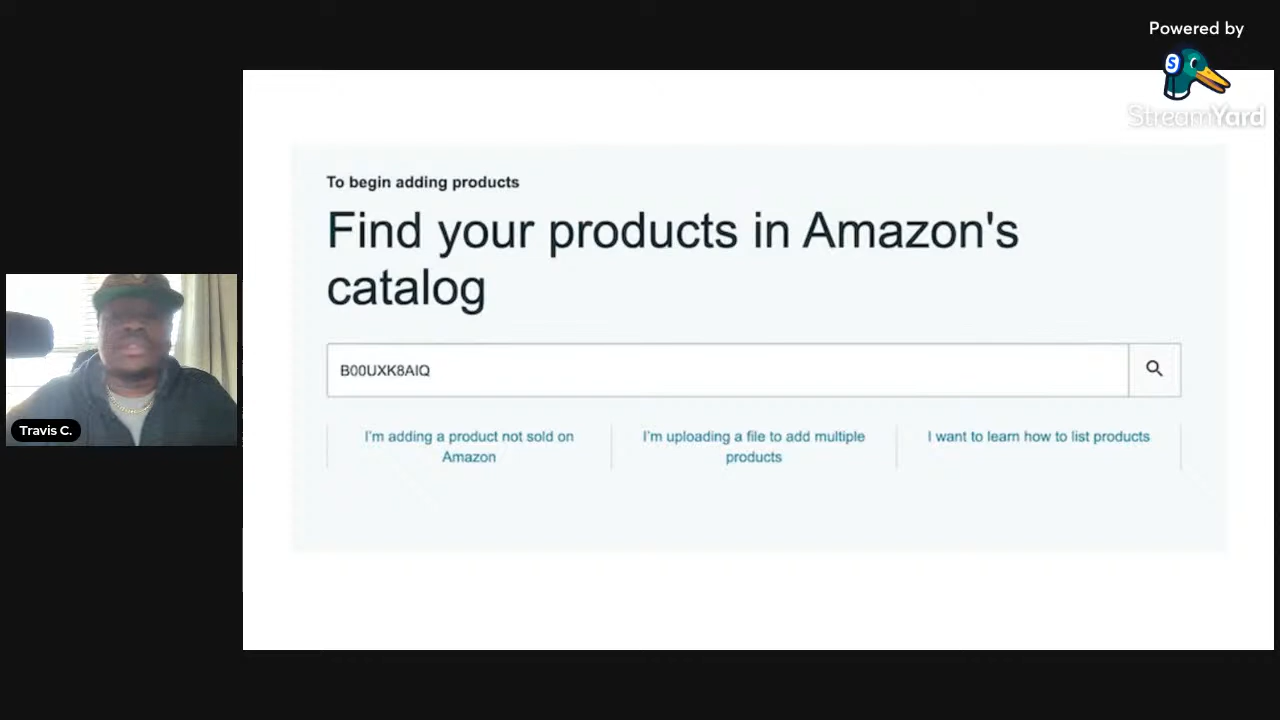 Powered by
StreamYard
To begin adding products
Find your products in Amazon's
catalog
B00UXK8AIQ
I'm adding a product not sold on
Amazon
I'm uploading a file to add multiple
products
I want to learn how to list products
Travis C.